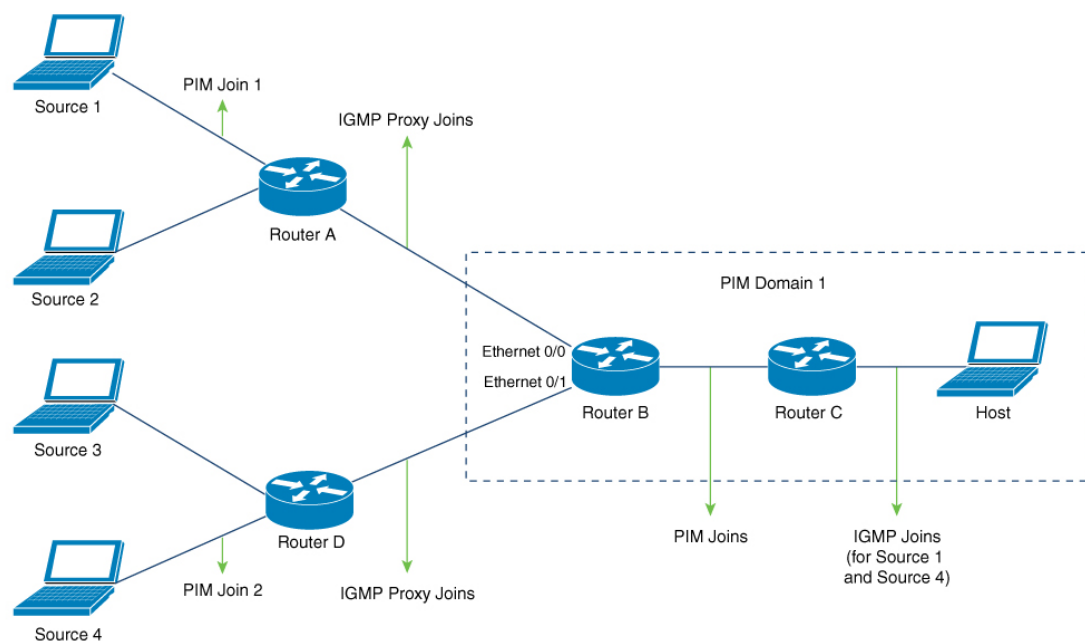 Source 1
PIM Join 1
IGMP Proxy Joins
Router A
Source 2
PIM Domain 1
Ethernet 0/0
Ethernet 0/1
Router B
Router C
Host
Source 3
Router D
PIM Joins
IGMP Joins
(for Source 1
and Source 4)
PIM Join 2
IGMP Proxy Joins
Source 4